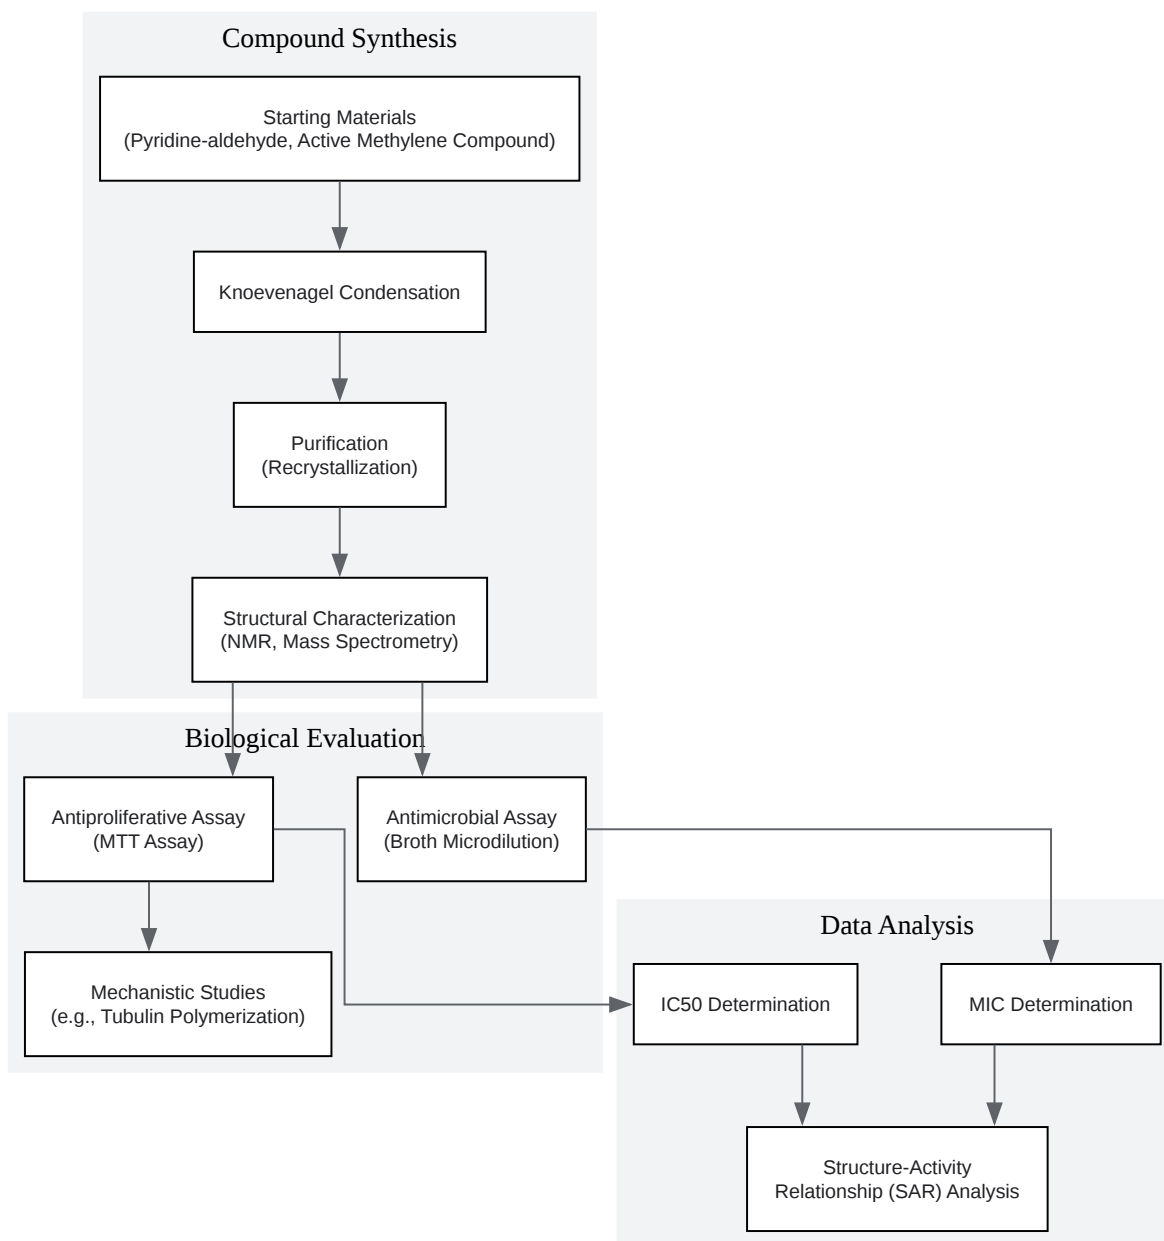 Compound Synthesis
Starting Materials
(Pyridine-aldehyde, Active Methylene Compound)
Knoevenagel Condensation
Purification
(Recrystallization)
Structural Characterization
(NMR, Mass Spectrometry)
Biological Evaluation
Antiproliferative Assay
(MTT Assay)
Antimicrobial Assay
(Broth Microdilution)
Mechanistic Studies
(e.g., Tubulin Polymerization)
Data Analysis
IC50 Determination
MIC Determination
Structure-Activity
Relationship (SAR) Analysis